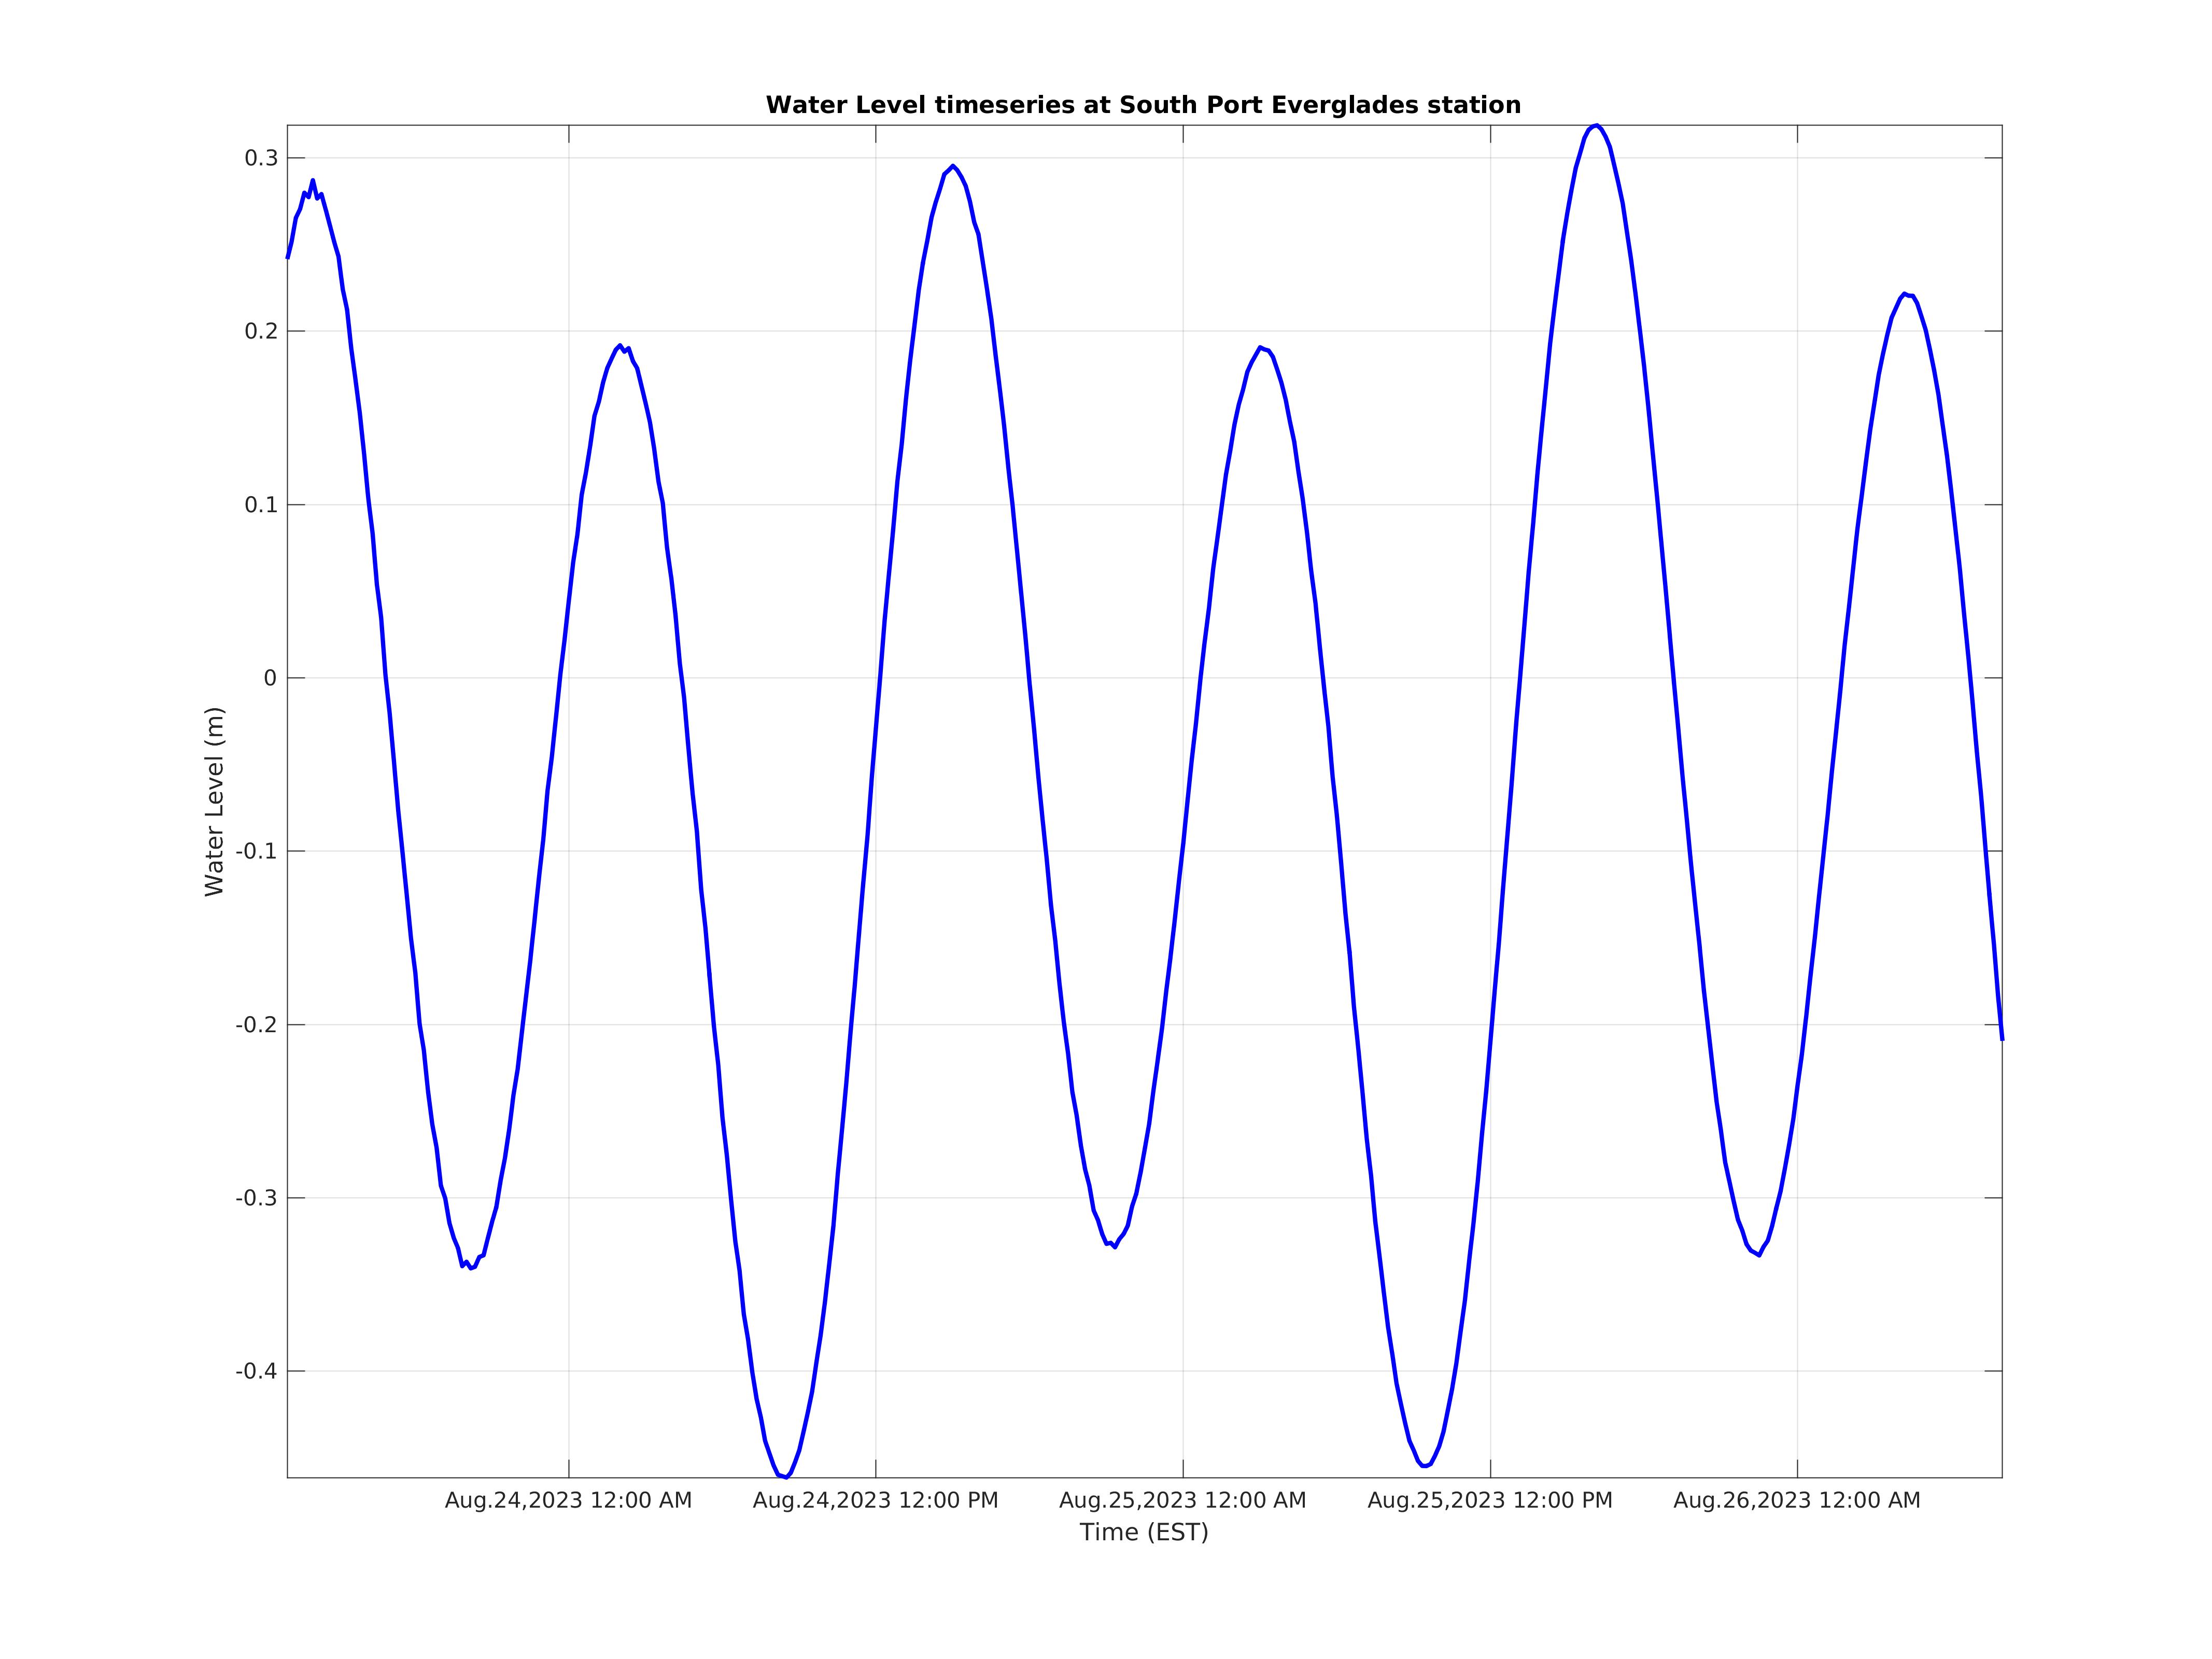 Water Level timeseries at South Port Everglades station
0.3
0.2
0.1
0
-0.1
-0.2
-0.3
-0.4
Water Level (m)
Aug.24,2023 12:00 AM
Aug.24,2023 12:00 PM
Aug.25,2023 12:00 AM
Aug.25,2023 12:00 PM
Aug.26,2023 12:00 AM
Time (EST)